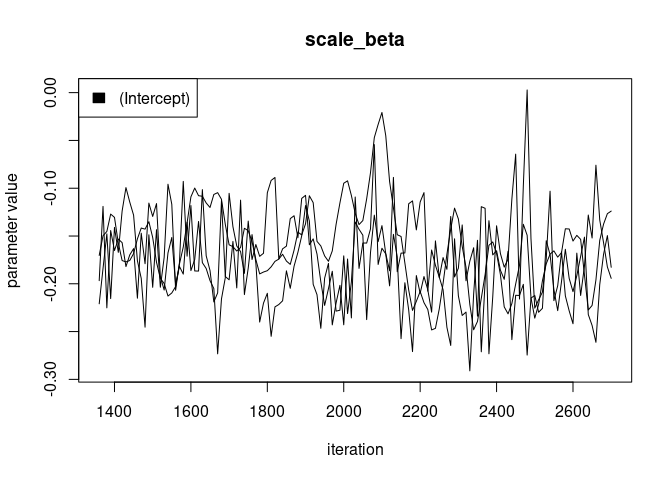 scale_beta
(Intercept)
0.00
-0.10
-0.20
-0.30
parameter value
1400 1600 1800 2000 2200 2400 2600
iteration